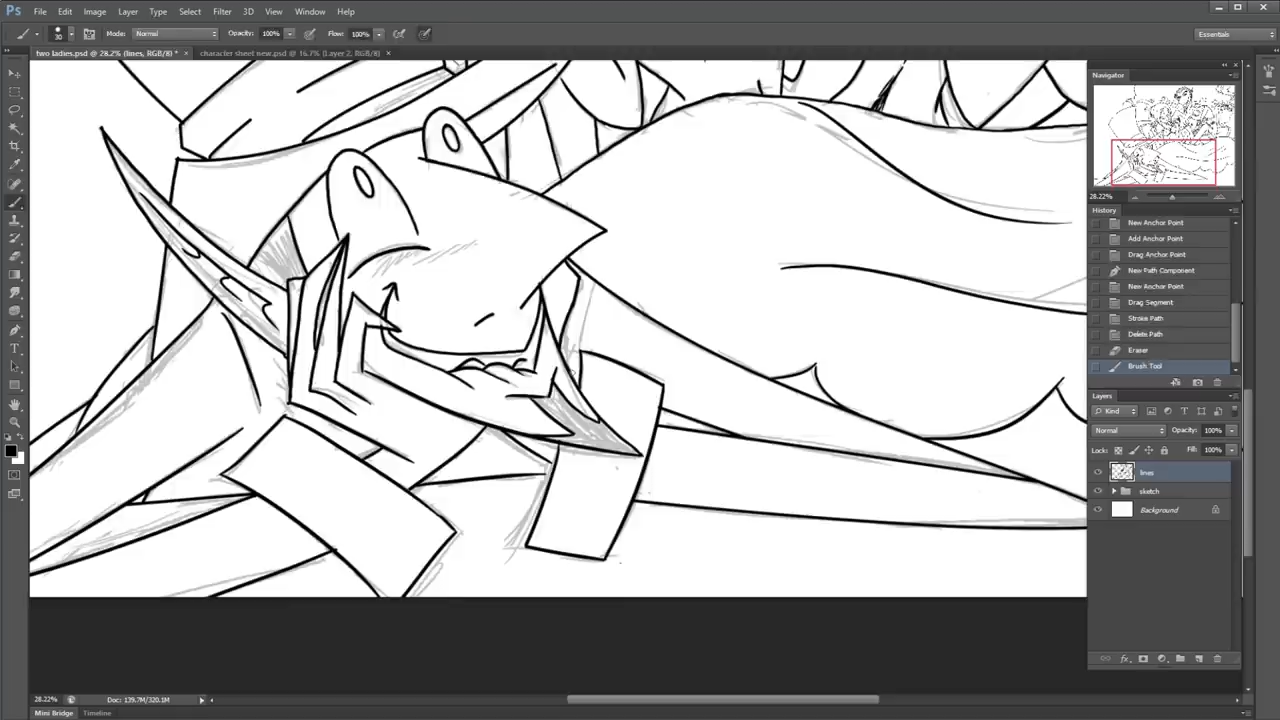 Ps File Edit Image Layer Type Select Filter 3D View Window Help
30 Mode: Normal Opacity: 100% Flow: 100% Essentials
two ladies.psd @ 28.2% (lines, RGB/8) * × character sheet new.psd @ 16.7% (Layer 2, RGB/8) ×
Navigator
28.22%
History
New Anchor Point
Add Anchor Point
Drag Anchor Point
New Path Component
New Anchor Point
Drag Segment
Stroke Path
Delete Path
Eraser
Brush Tool
Layers
Kind
Normal Opacity: 100%
Lock: Fill: 100%
lines
sketch
Background
fx
28.22% Doc: 139.7M/320.1M
Mini Bridge Timeline